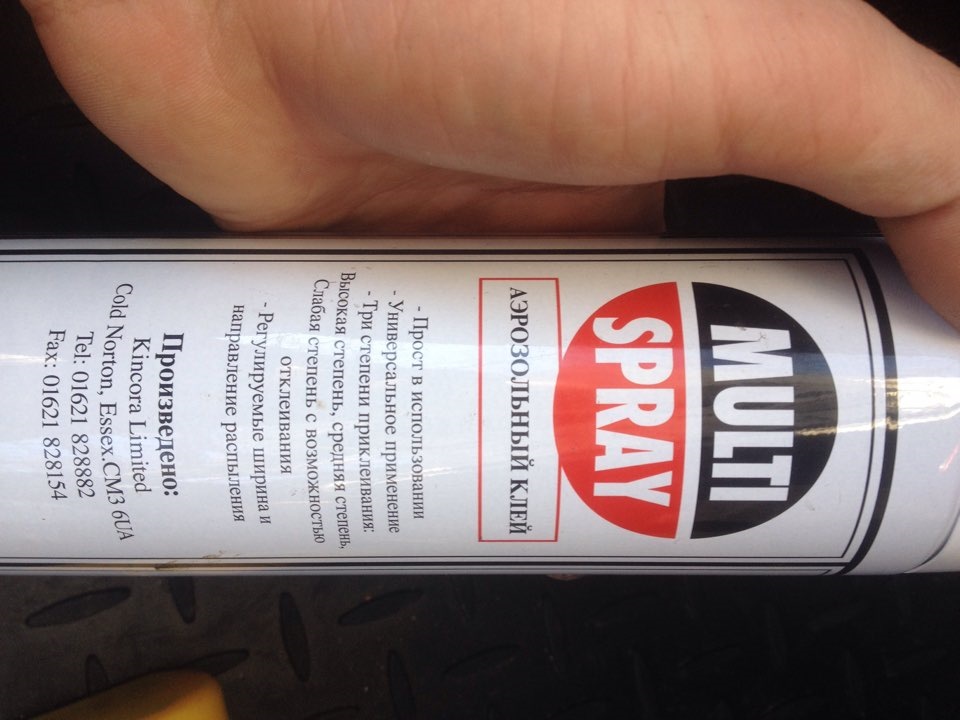 MULTI
SPRAY
АЭРОЗОЛЬНЫЙ КЛЕЙ
- Прост в использовании
- Универсальное применение
- Три степени приклеивания:
Высокая степень, средняя степень,
Слабая степень с возможностью
отклеивания
- Регулируемые ширина и
направление распыления
Произведено:
Kincora Limited
Cold Norton, Essex.CM3 6UA
Tel: 01621 828882
Fax: 01621 828154